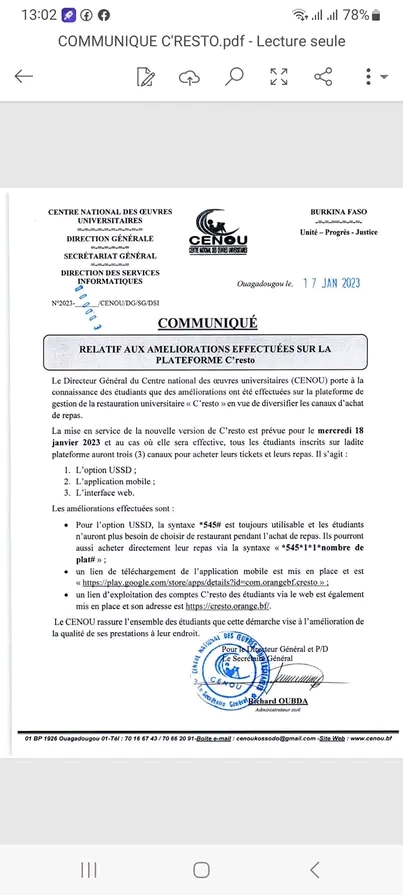 13:02
78%
COMMUNIQUE C'RESTO.pdf - Lecture seule
CENTRE NATIONAL DES ŒUVRES
UNIVERSITAIRES
DIRECTION GÉNÉRALE
SECRÉTARIAT GÉNÉRAL
DIRECTION DES SERVICES
INFORMATIQUES
N°2023-______/CENOU/DG/SG/DSI
CENOU
CENTRE NATIONAL DES ŒUVRES UNIVERSITAIRES
BURKINA FASO
Unité – Progrès - Justice
Ouagadougou le, 17 JAN 2023
COMMUNIQUÉ
RELATIF AUX AMELIORATIONS EFFECTUÉES SUR LA
PLATEFORME C'resto
Le Directeur Général du Centre national des œuvres universitaires (CENOU) porte à la
connaissance des étudiants que des améliorations ont été effectuées sur la plateforme de
gestion de la restauration universitaire « C'resto » en vue de diversifier les canaux d'achat
de repas.
La mise en service de la nouvelle version de C'resto est prévue pour le mercredi 18
janvier 2023 et au cas où elle sera effective, tous les étudiants inscrits sur ladite
plateforme auront trois (3) canaux pour acheter leurs tickets et leurs repas. Il s'agit :
1. L'option USSD ;
2. L'application mobile ;
3. L'interface web.
Les améliorations effectuées sont :
• Pour l'option USSD, la syntaxe *545# est toujours utilisable et les étudiants
n'auront plus besoin de choisir de restaurant pendant l'achat de repas. Ils pourront
aussi acheter directement leur repas via la syntaxe « *545*1*1*nombre de
plat# » ;
• un lien de téléchargement de l'application mobile est mis en place et est
« https://play.google.com/store/apps/details?id=com.orangebf.cresto » ;
• un lien d'exploitation des comptes C'resto des étudiants via le web est également
mis en place et son adresse est https://cresto.orange.bf/.
Le CENOU rassure l'ensemble des étudiants que cette démarche vise à l'amélioration de
la qualité de ses prestations à leur endroit.
Pour le Directeur Général et P/D
Le Secrétaire Général
CENOU
Richard OUBDA
Administrateur civil
01 BP 1926 Ouagadougou 01-Tél : 70 16 67 43 / 70 66 20 91-Boite e-mail : cenoukossodo@gmail.com -Site Web : www.cenou.bf